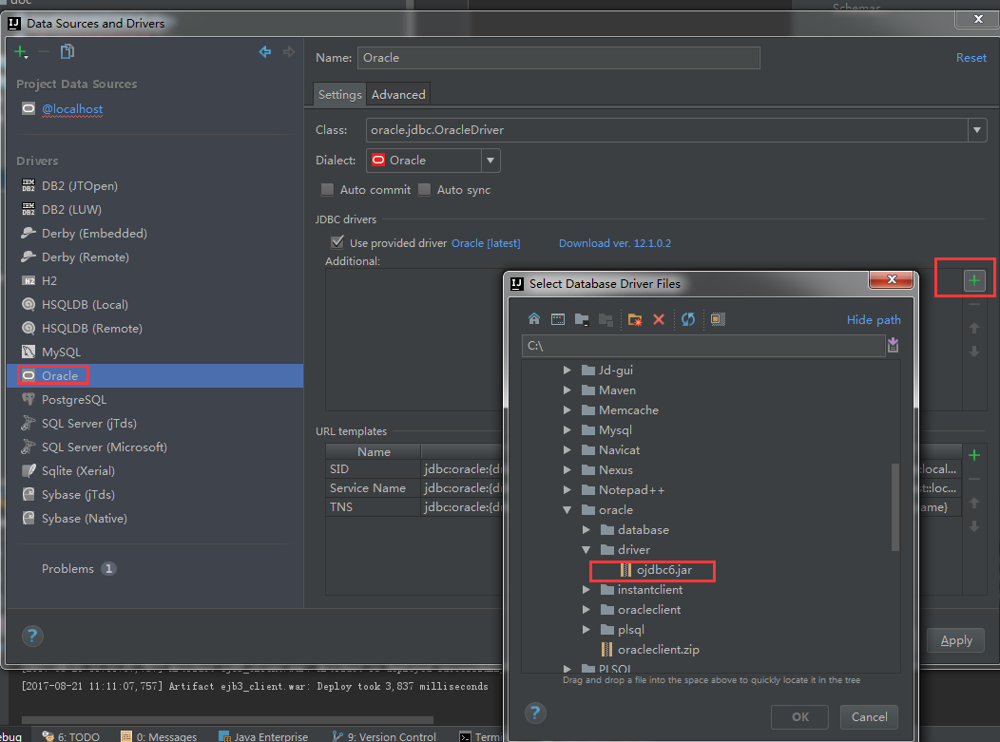 doc
Schemas
Data Sources and Drivers
Name: Oracle
Reset
Project Data Sources
@localhost
Settings Advanced
Class: oracle.jdbc.OracleDriver
Dialect: Oracle
Auto commit Auto sync
Drivers
DB2 (JTOpen)
DB2 (LUW)
Derby (Embedded)
Derby (Remote)
H2
HSQLDB (Local)
HSQLDB (Remote)
MySQL
Oracle
PostgreSQL
SQL Server (jTds)
SQL Server (Microsoft)
Sqlite (Xerial)
Sybase (jTds)
Sybase (Native)
Problems 1
JDBC drivers
Use provided driver Oracle [latest] Download ver. 12.1.0.2
Additional:
URL templates
Name
SID jdbc:oracle:{dr :local...
Service Name jdbc:oracle:{dr t::loc...
TNS jdbc:oracle:{dr ame}
Select Database Driver Files
Hide path
C:\
Jd-gui
Maven
Memcache
Mysql
Navicat
Nexus
Notepad++
oracle
database
driver
ojdbc6.jar
instantclient
oracleclient
plsql
oracleclient.zip
PLSQL
Drag and drop a file into the space above to quickly locate it in the tree
? OK Cancel
? Apply
[2017-08-21 11:11:07,757] Artifact ejb3_client.war: Deploy took 3,837 milliseconds
ebug 6: TODO 0: Messages Java Enterprise 9: Version Control Termi